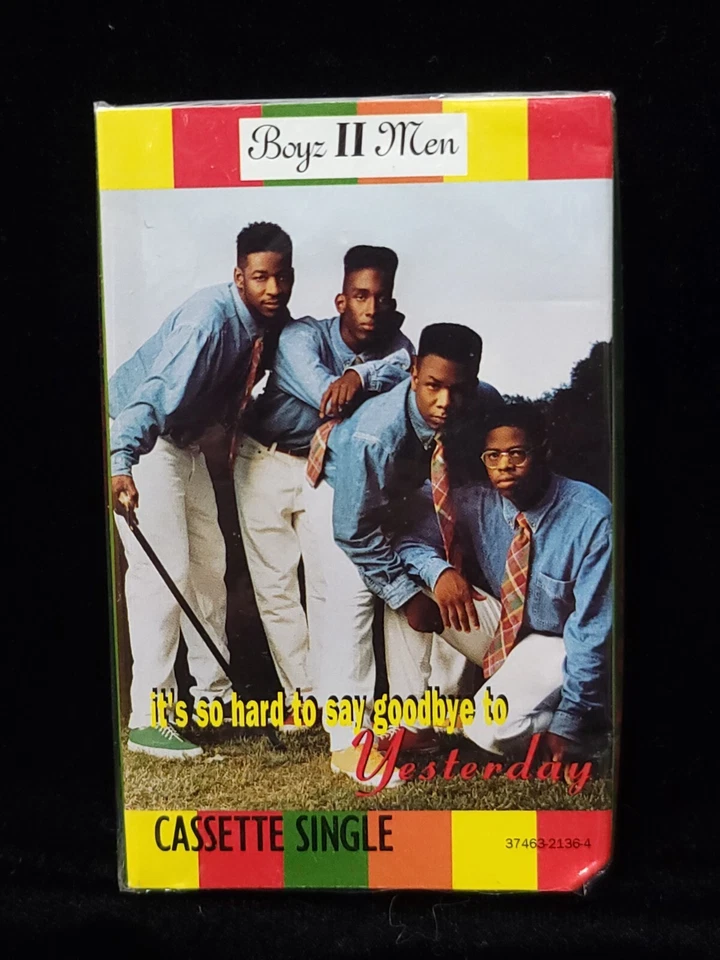 Boyz II Men
it's so hard to say goodbye to
Yesterday
CASSETTE SINGLE
37463-2136-4